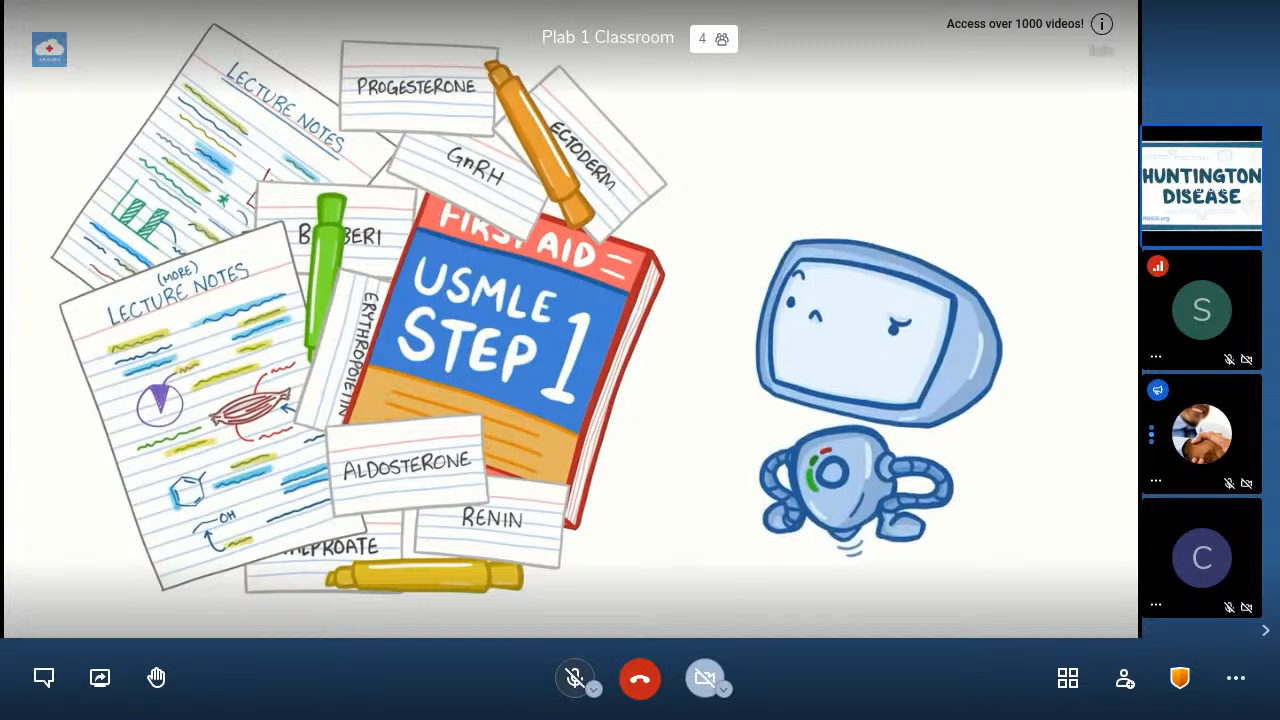 Plab 1 Classroom
4
Access over 1000 videos!
LECTURE NOTES
PROGESTERONE
ECTODERM
GnRH
FIRST AID
USMLE
STEP 1
(MORE)
LECTURE NOTES
OH
ERYTHROPOIETIN
ALDOSTERONE
RENIN
HUNTINGTON
DISEASE
S
C